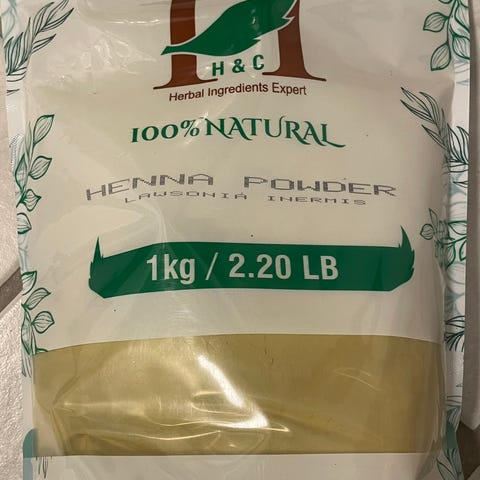 H & C
Herbal Ingredients Expert
100% NATURAL
HENNA POWDER
LAWSONIA INERMIS
1kg / 2.20 LB